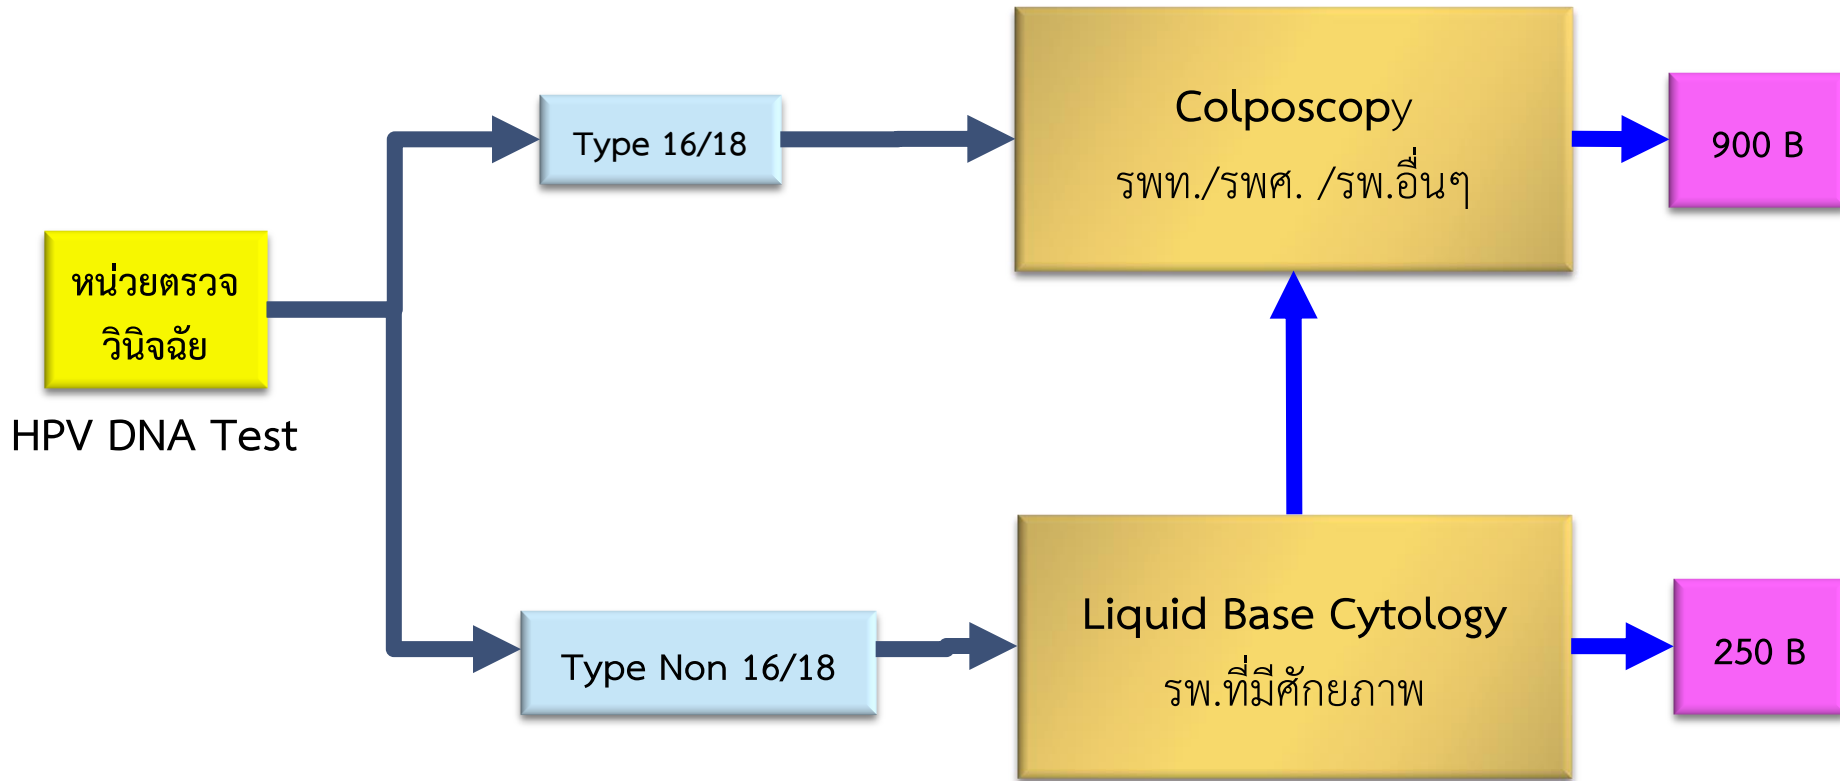 หน่วยตรวจ
วินิจฉัย
HPV DNA Test
Type 16/18
Colposcopy
รพท./รพศ. /รพ.อื่นๆ
900 B
Type Non 16/18
Liquid Base Cytology
รพ.ที่มีศักยภาพ
250 B